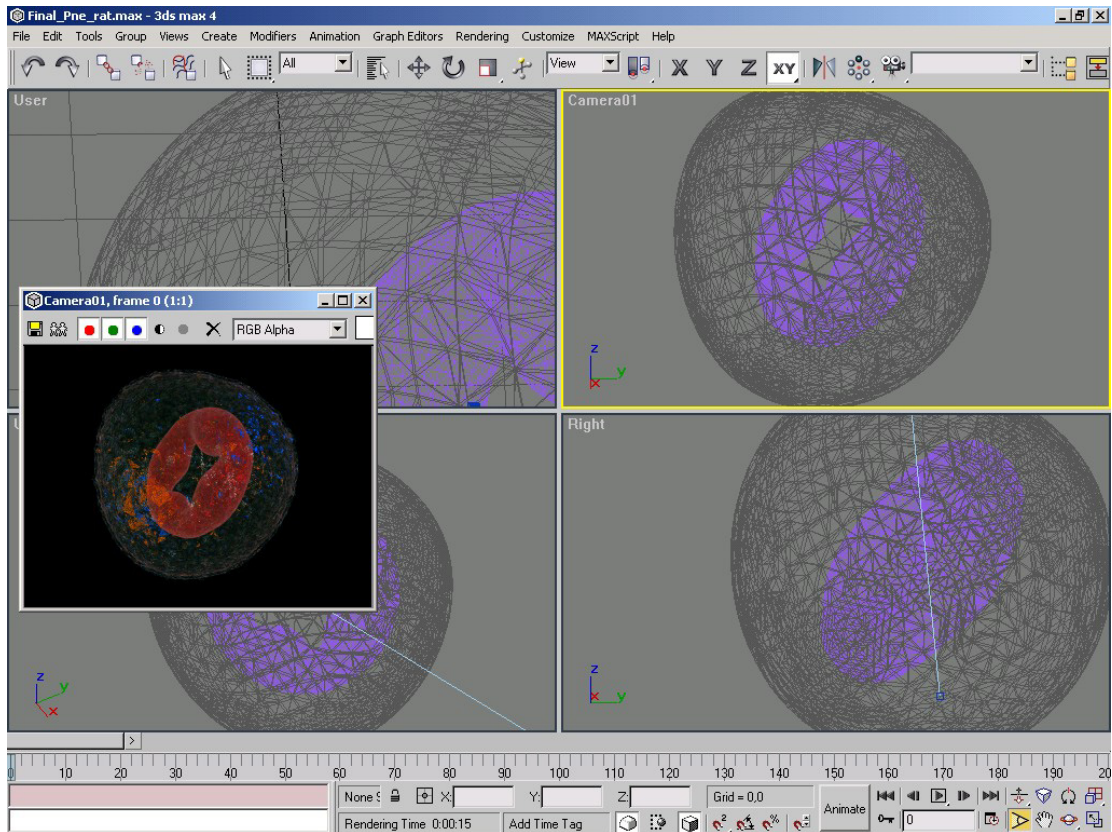 Final_Pne_rat.max - 3ds max 4
File Edit Tools Group Views Create Modifiers Animation Graph Editors Rendering Customize MAXScript Help
All View X Y Z XY
User
Camera01
z
y
x
Camera01, frame 0 (1:1)
RGB Alpha
Right
z
y
x
z
y
x
>
0 10 20 30 40 50 60 70 80 90 100 110 120 130 140 150 160 170 180 190 20
None S X: Y: Z: Grid = 0,0 Animate 0
Rendering Time 0:00:15 Add Time Tag